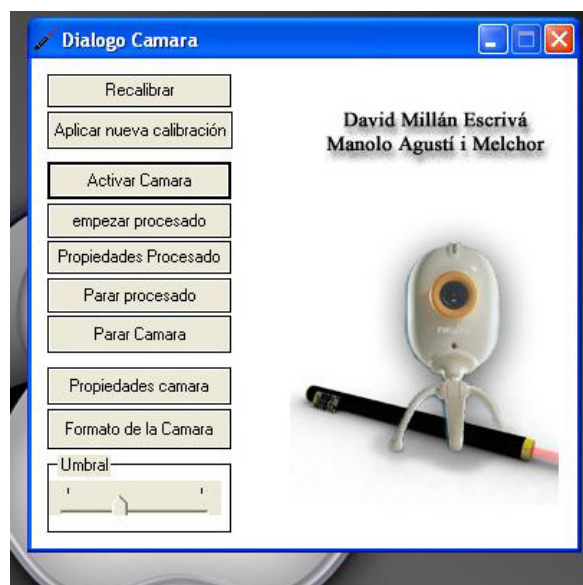 Dialogo Camara
Recalibrar
Aplicar nueva calibración
David Millán Escrivá
Manolo Agustí i Melchor
Activar Camara
empezar procesado
Propiedades Procesado
Parar procesado
Parar Camara
Propiedades camara
Formato de la Camara
Umbral